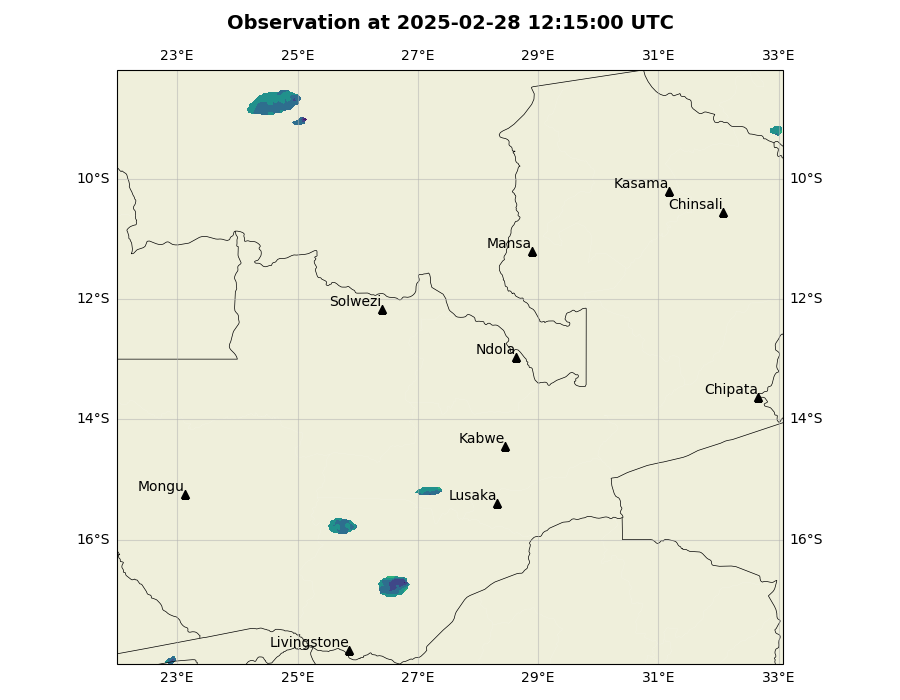 Observation at 2025-02-28 12:15:00 UTC
23°E 25°E 27°E 29°E 31°E 33°E
10°S 10°S
Kasama
Chinsali
Mansa
12°S 12°S
Solwezi
Ndola
Chipata
14°S 14°S
Kabwe
Mongu
Lusaka
16°S 16°S
Livingstone
23°E 25°E 27°E 29°E 31°E 33°E